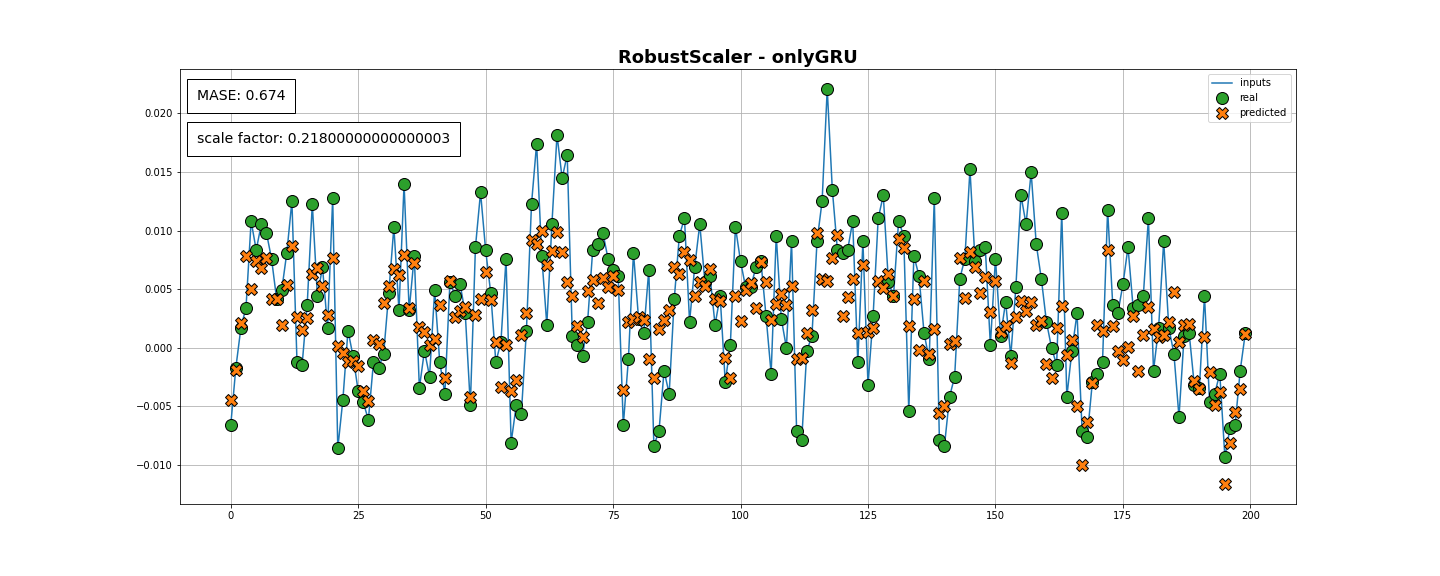 RobustScaler - onlyGRU
MASE: 0.674
scale factor: 0.21800000000000003
inputs
real
predicted
0.020
0.015
0.010
0.005
0.000
−0.005
−0.010
0 25 50 75 100 125 150 175 200